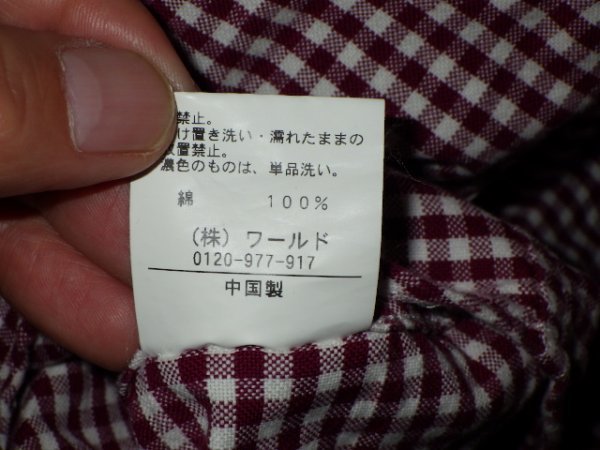 禁止。
け置き洗い・濡れたままの
放置禁止。
濃色のものは、単品洗い。
綿 100%
(株) ワールド
0120-977-917
中国製